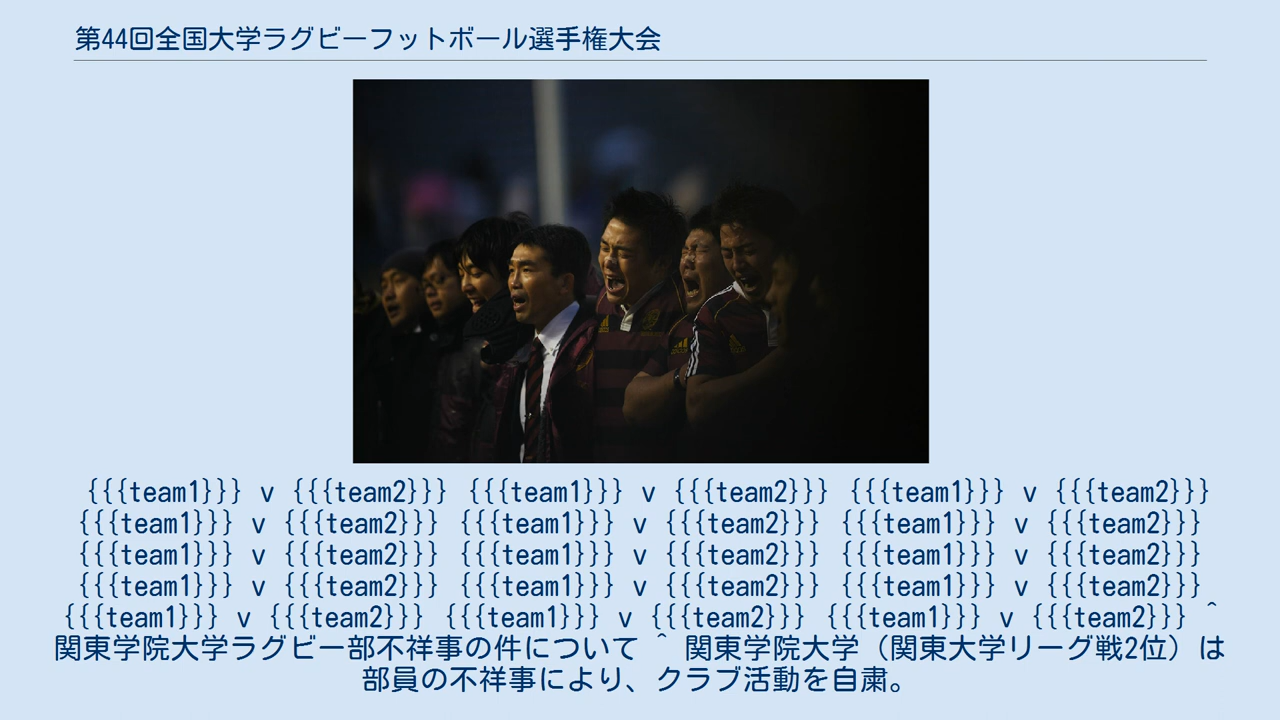 第44回全国大学ラグビーフットボール選手権大会
{{{team1}}} v {{{team2}}} {{{team1}}} v {{{team2}}} {{{team1}}} v {{{team2}}}
{{{team1}}} v {{{team2}}} {{{team1}}} v {{{team2}}} {{{team1}}} v {{{team2}}}
{{{team1}}} v {{{team2}}} {{{team1}}} v {{{team2}}} {{{team1}}} v {{{team2}}}
{{{team1}}} v {{{team2}}} {{{team1}}} v {{{team2}}} {{{team1}}} v {{{team2}}}
{{{team1}}} v {{{team2}}} {{{team1}}} v {{{team2}}} {{{team1}}} v {{{team2}}} ^
関東学院大学ラグビー部不祥事の件について ^ 関東学院大学（関東大学リーグ戦2位）は
部員の不祥事により、クラブ活動を自粛。